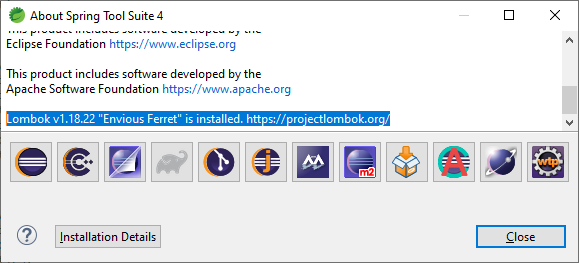 About Spring Tool Suite 4
This product includes software developed by the
Eclipse Foundation https://www.eclipse.org
This product includes software developed by the
Apache Software Foundation https://www.apache.org
Lombok v1.18.22 "Envious Ferret" is installed. https://projectlombok.org/
m2
wtp
?
Installation Details
Close